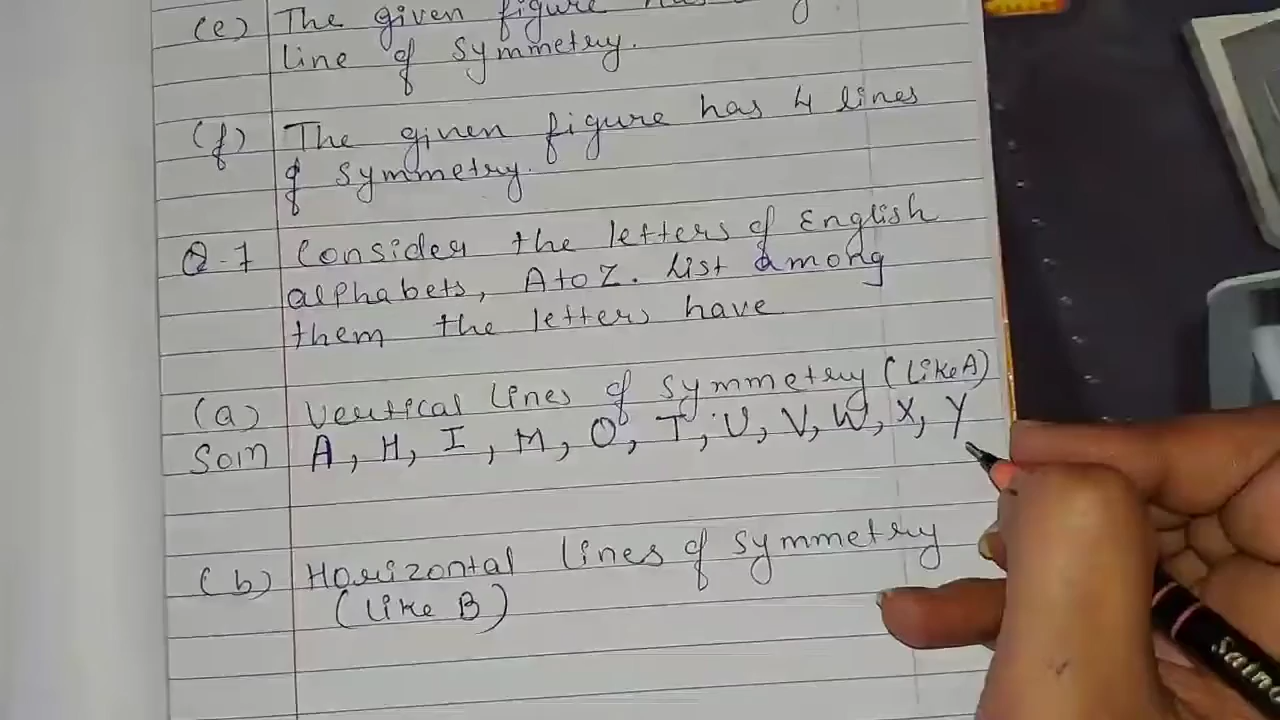 (e) The given figure
line of symmetry.
(f) The given figure has 4 lines
of symmetry.
Q-7 Consider the letters of English
alphabets, A to Z. List among
them the letters have
(a) Vertical lines of symmetry (like A)
Soln A, H, I, M, O, T, U, V, W, X, Y
(b) Horizontal lines of symmetry
(like B)